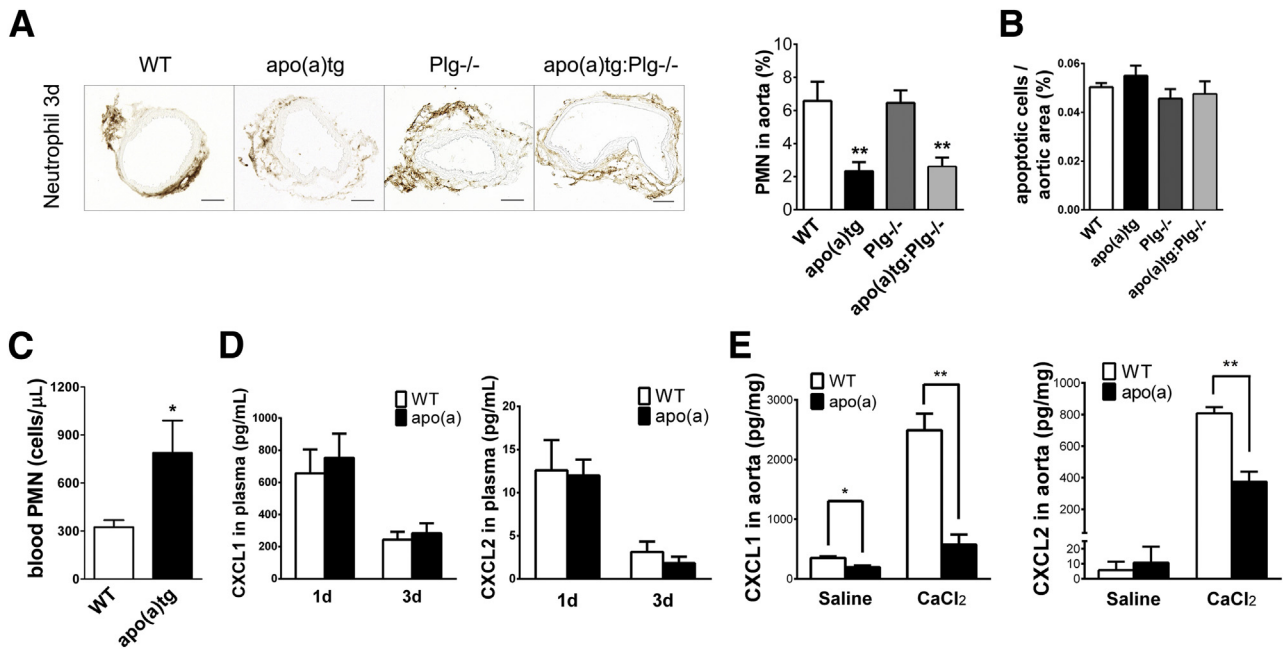 A
WT
apo(a)tg
Plg-/-
apo(a)tg:Plg-/-
Neutrophil 3d
PMN in aorta (%)
10
8
6
4
2
0
**
**
WT
apo(a)tg
Plg-/-
apo(a)tg:Plg-/-
B
apoptotic cells /
aortic area (%)
0.06
0.04
0.02
0.00
WT
apo(a)tg
Plg-/-
apo(a)tg:Plg-/-
C
blood PMN (cells/μL)
1200
900
600
300
0
*
WT
apo(a)tg
D
CXCL1 in plasma (pg/mL)
1000
800
600
400
200
0
WT
apo(a)
1d
3d
CXCL2 in plasma (pg/mL)
20
15
10
5
0
WT
apo(a)
1d
3d
E
CXCL1 in aorta (pg/mg)
3000
2000
1000
0
WT
apo(a)
*
**
Saline
CaCl₂
CXCL2 in aorta (pg/mg)
1000
800
600
400
200
20
10
0
WT
apo(a)
**
Saline
CaCl₂